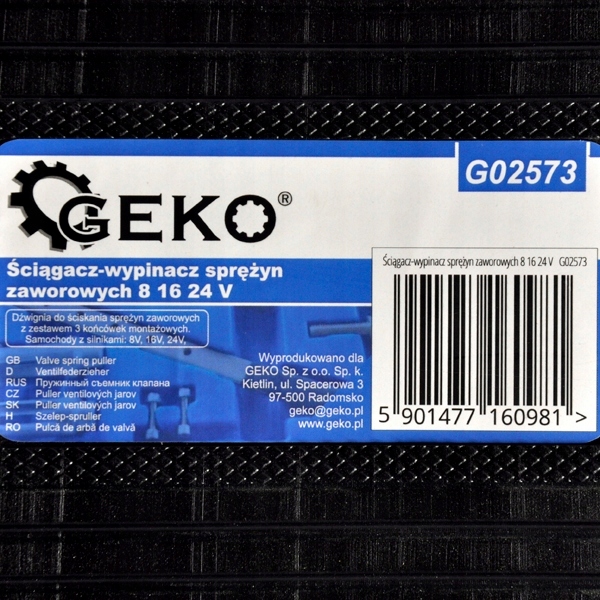 G02573
GEKO®
Ściągacz-wypinacz sprężyn
zaworowych 8 16 24 V
Dźwignia do ściskania sprężyn zaworowych
z zestawem 3 końcówek montażowych.
Samochody z silnikami: 8V, 16V, 24V,
GB Valve spring puller
D Ventilfederzieher
RUS Пружинный съемник клапана
CZ Puller ventilových jarov
SK Puller ventilových jarov
H Szelep-spruller
RO Pulcă de arbă de valvă
Wyprodukowano dla
GEKO Sp. z o.o. Sp. k.
Kietlin, ul. Spacerowa 3
97-500 Radomsko
geko@geko.pl
www.geko.pl
Ściągacz-wypinacz sprężyn zaworowych 8 16 24 V G02573
5 901477 160981 >